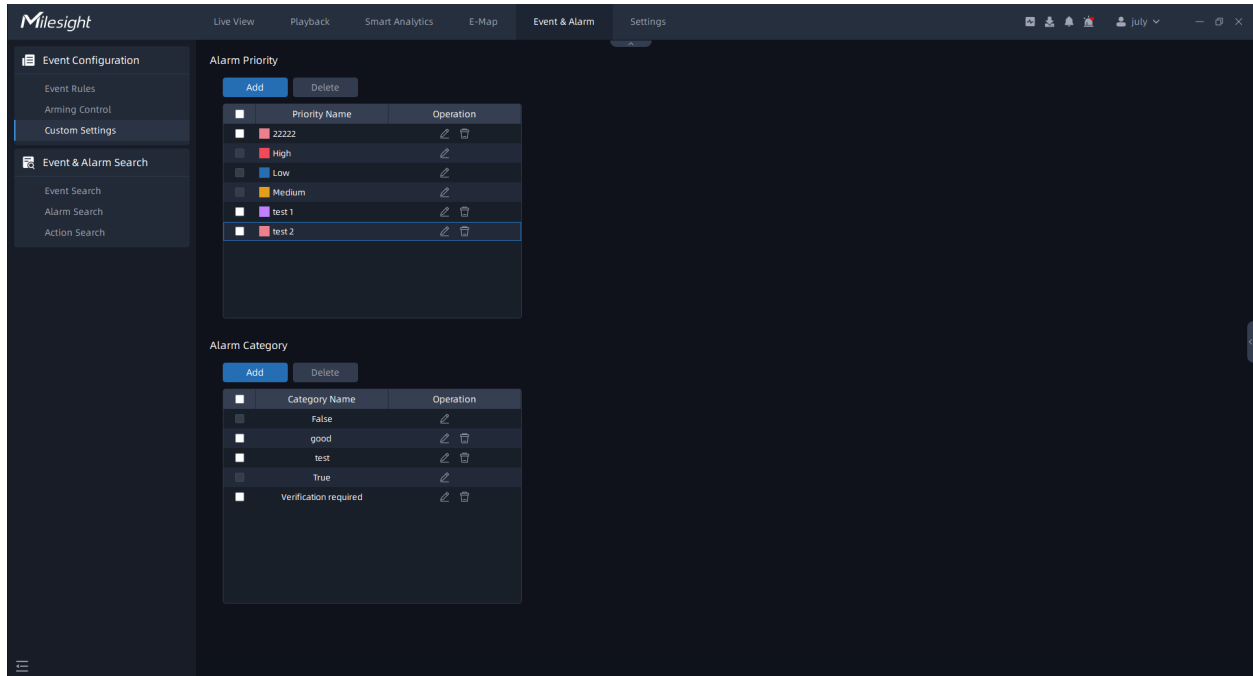 Milesight
Live View Playback Smart Analytics E-Map Event & Alarm Settings july
Event Configuration
Event Rules
Arming Control
Custom Settings
Event & Alarm Search
Event Search
Alarm Search
Action Search
Alarm Priority
Add Delete
Priority Name Operation
22222
High
Low
Medium
test 1
test 2
Alarm Category
Add Delete
Category Name Operation
False
good
test
True
Verification required